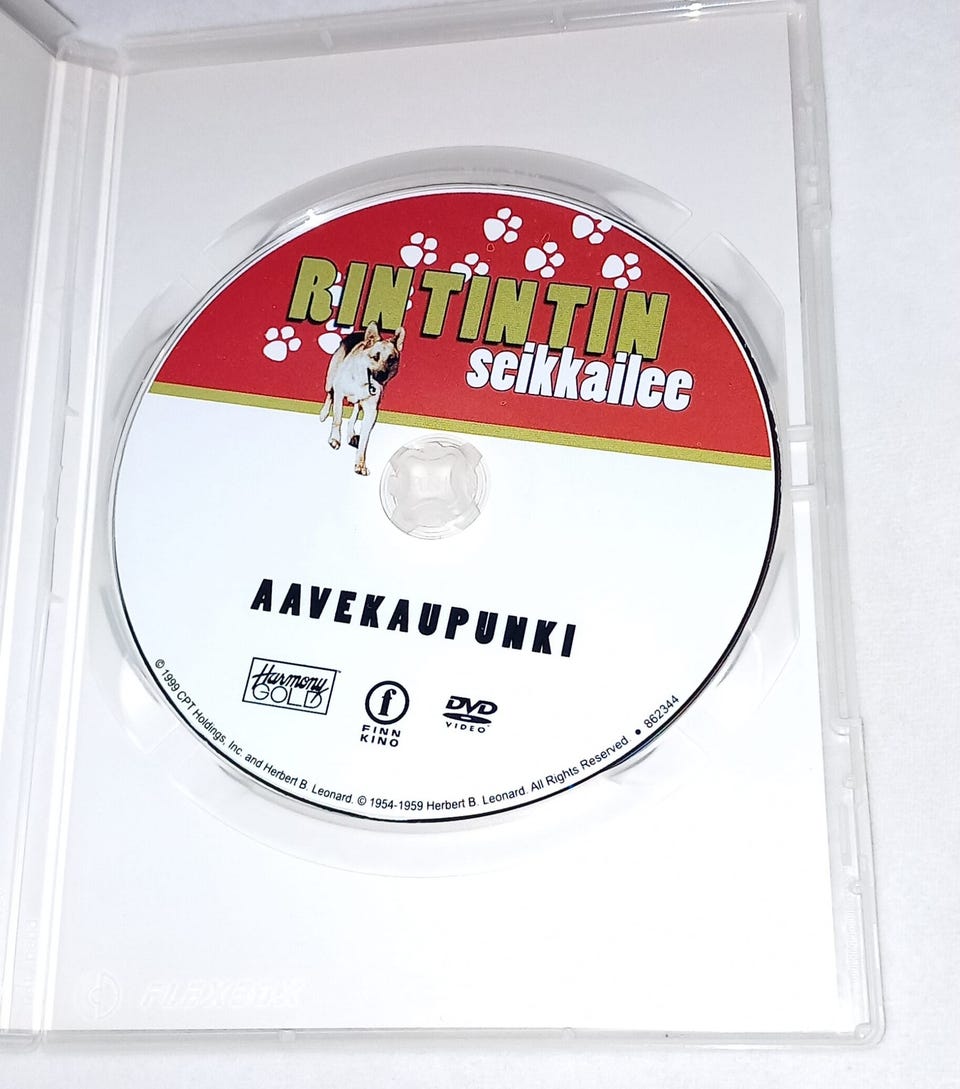 RINTINTIN
seikkailee
AAVEKAUPUNKI
Harmony
GOLD
f
FINN
KINO
DVD
VIDEO
© 1999 CPT Holdings, Inc. and Herbert B. Leonard. © 1954-1959 Herbert B. Leonard. All Rights Reserved. • 862344
FLEXBOX